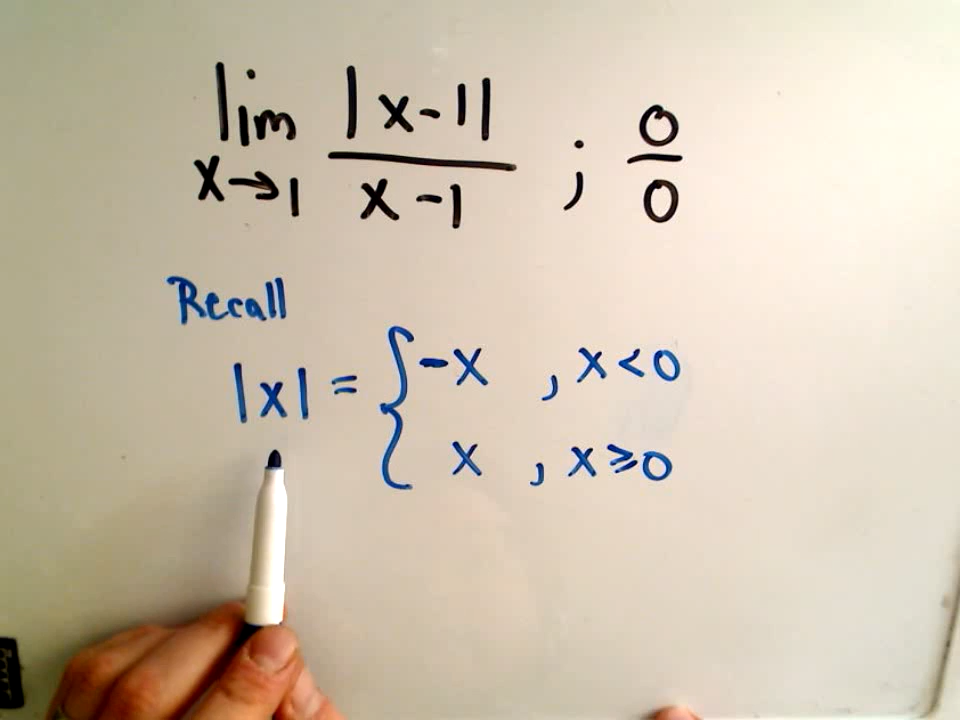 lim |x-1| ; 0
x→1 x-1 0
Recall
|x| = { -x , x<0
x , x≥0